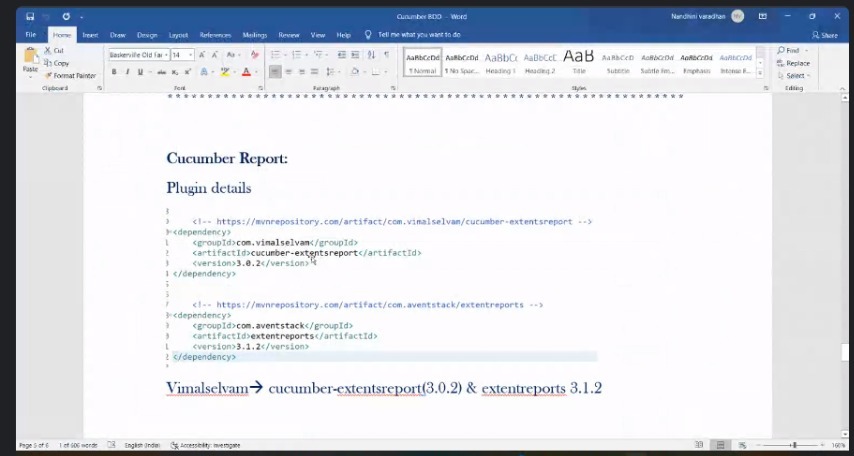 Cucumber BDD - Word
Nandhini varadhan
File Home Insert Draw Design Layout References Mailings Review View Help Tell me what you want to do Share
Paste
Cut
Copy
Format Painter
Clipboard
Baskerville Old Fac 14
Font
Paragraph
AaBbCcDd AaBbCcDd AaBbCc AaBbCcC AaB AaBbCcD AaBbCcDd AaBbCcDd AaBbCcDd
1 Normal 1 No Spac... Heading 1 Heading 2 Title Subtitle Subtle Em... Emphasis Intense R...
Styles
Find
Replace
Select
Editing
Cucumber Report:
Plugin details
<!-- https://mvnrepository.com/artifact/com.vimalselvam/cucumber-extentsreport -->
<dependency>
<groupId>com.vimalselvam</groupId>
<artifactId>cucumber-extentsreport</artifactId>
<version>3.0.2</version>
</dependency>
<!-- https://mvnrepository.com/artifact/com.aventstack/extentreports -->
<dependency>
<groupId>com.aventstack</groupId>
<artifactId>extentreports</artifactId>
<version>3.1.2</version>
</dependency>
Vimalselvam→ cucumber-extentsreport(3.0.2) & extentreports 3.1.2
Page 5 of 6 1 of 606 words English (India) Accessibility: Investigate